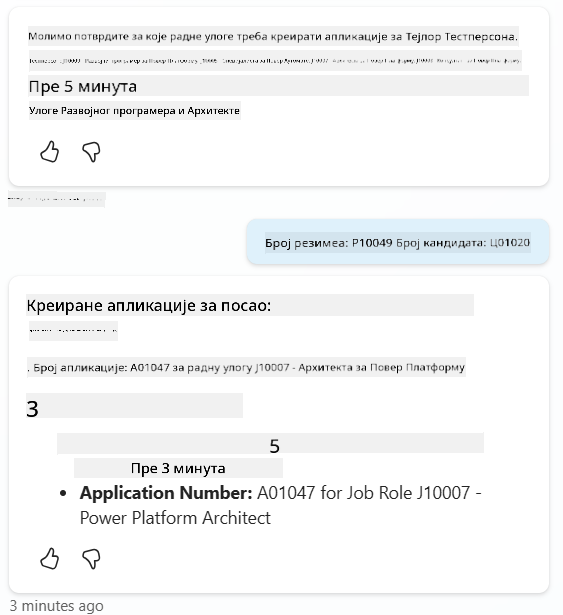 Молимо потврдите за које радне улоге треба креирати апликације за Тејлор Тестперсона.
Пре 5 минута
Улоге Развојног програмера и Архитекте
Број резимеа: Р10049 Број кандидата: Ц01020
Креиране апликације за посао:
. Број апликације: А01047 за радну улогу Ј10007 - Архитекта за Повер Платформу
3
5
Пре 3 минута
• Application Number: A01047 for Job Role J10007 -
Power Platform Architect
3 minutes ago